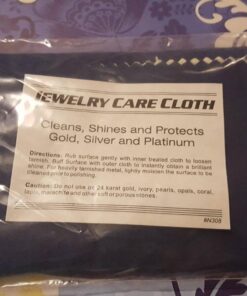 JEWELRY CARE CLOTH
Cleans, Shines and Protects
Gold, Silver and Platinum
Directions: Rub surface gently with inner treated cloth to loosen
tarnish. Buff Surface with outer cloth to instantly obtain a brilliant
shine. For heavily tarnished metal, lightly moisten the surface to be
cleaned prior to polishing.
Caution: Do not use on 24 karat gold, ivory, pearls, opals, coral,
lapis, malachite and other soft or porous stones.
#N308